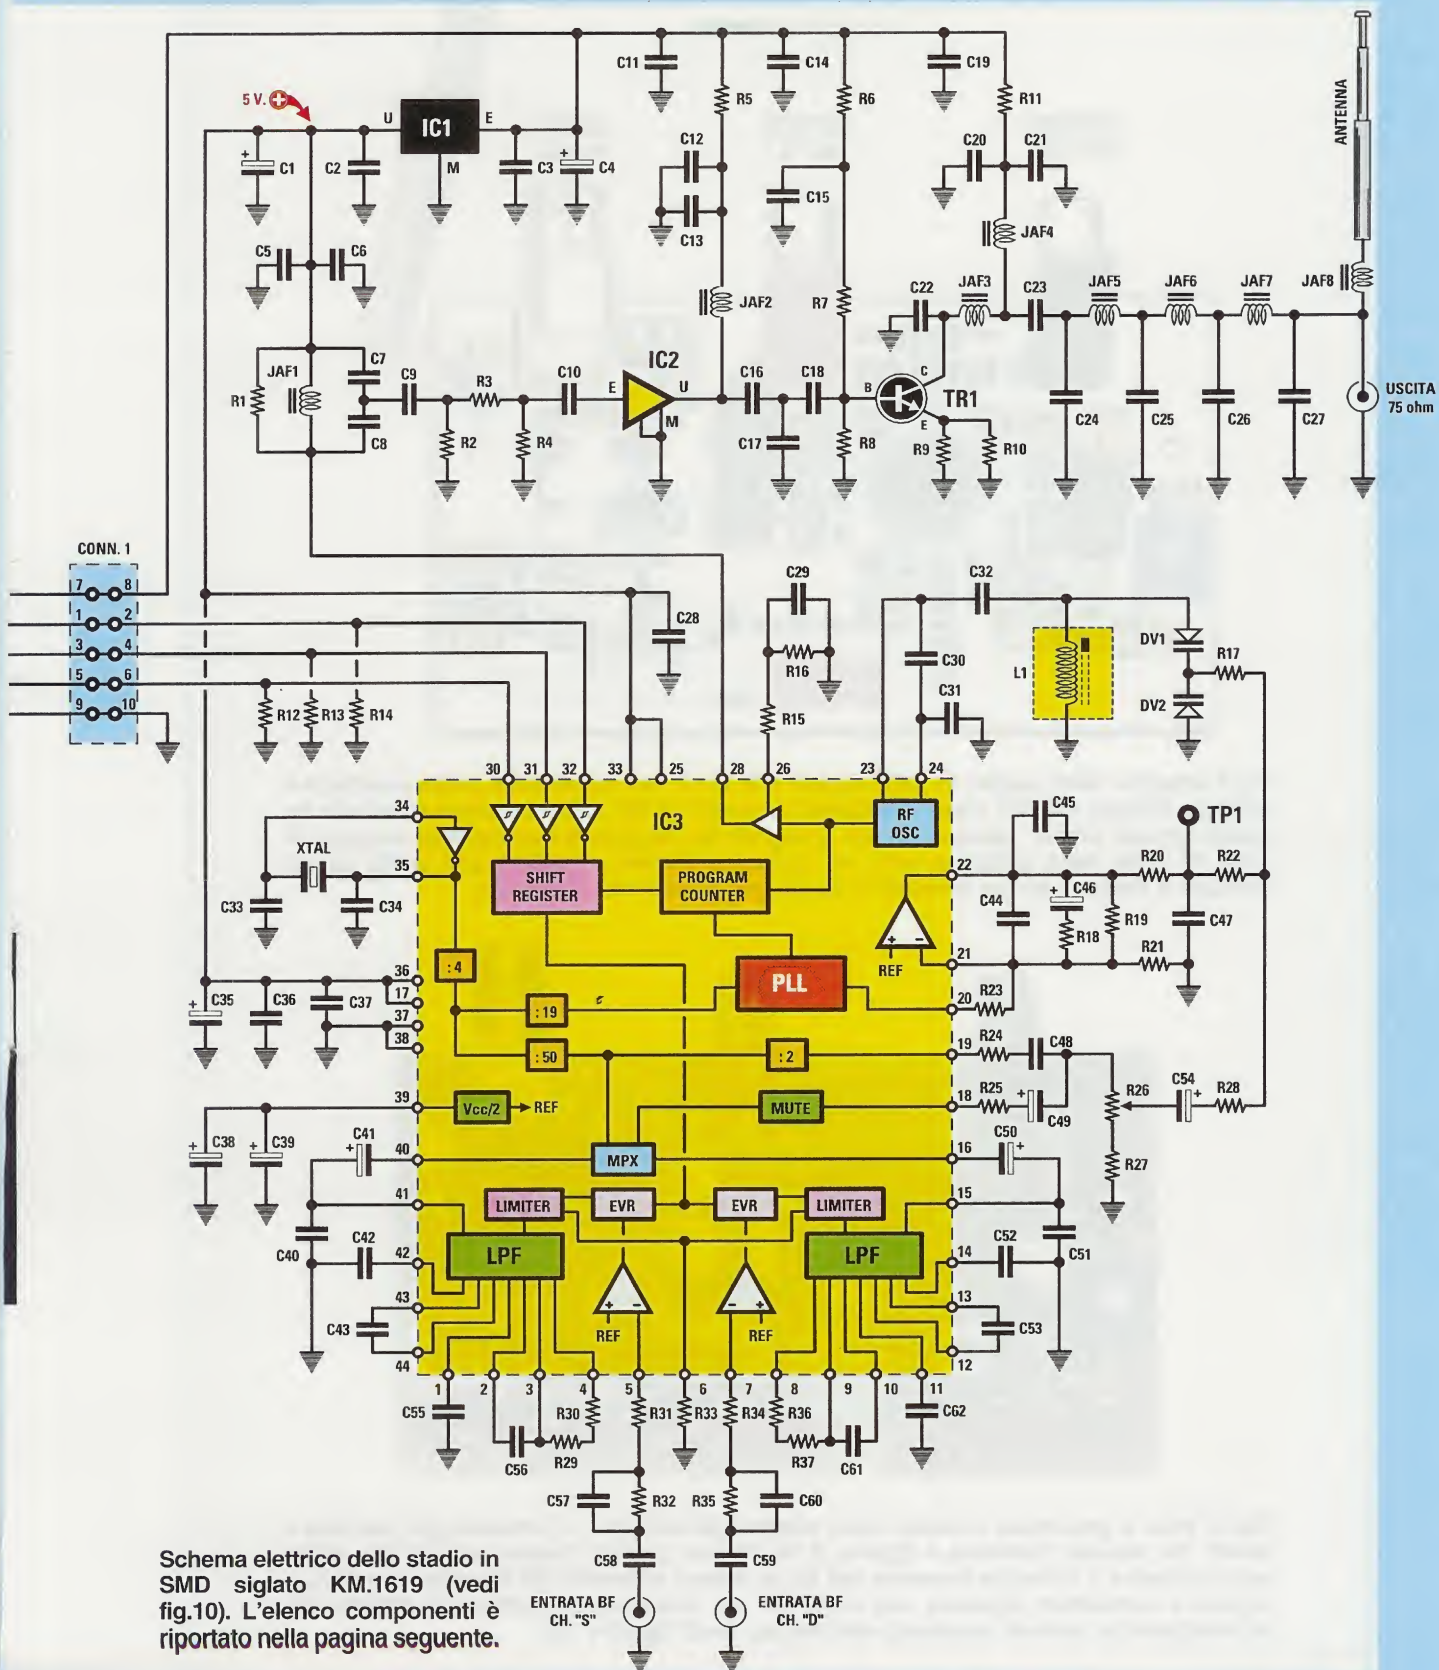 C11
C14
C19
5 V.
U
IC1
E
M
R5
R6
R11
ANTENNA
+
C1
C2
C3
+
C4
C12
C13
C15
C20
C21
JAF4
C5
C6
JAF2
R7
C22
JAF3
C23
JAF5
JAF6
JAF7
JAF8
JAF1
R1
C7
C8
C9
R3
R2
R4
C10
E
IC2
U
M
C16
C18
C17
R8
B
C
E
TR1
R9
R10
C24
C25
C26
C27
USCITA
75 ohm
CONN. 1
7
8
1
2
3
4
5
6
9
10
R12
R13
R14
C28
C29
R16
R15
C30
C31
C32
L1
DV1
DV2
R17
30
31
32
33
25
28
26
23
24
IC3
RF
OSC
34
XTAL
35
C33
C34
SHIFT
REGISTER
PROGRAM
COUNTER
+
–
REF
22
21
C45
C44
+
C46
R18
R19
R20
R21
TP1
R22
C47
: 4
PLL
: 19
: 50
: 2
20
R23
36
17
37
38
+
C35
C36
C37
19
R24
C48
18
R25
+
C49
R26
R27
C54
+
R28
39
Vcc/2
REF
MUTE
+
C38
+
C39
+
C41
40
MPX
16
C50
+
41
LIMITER
EVR
EVR
LIMITER
15
C40
C42
42
LPF
LPF
14
C52
C51
43
C43
44
+
–
REF
–
+
REF
13
C53
12
1
2
3
4
5
6
7
8
9
10
11
C55
C56
R29
R30
R31
R33
R34
R36
R37
C61
C62
C57
R32
R35
C60
C58
C59
ENTRATA BF
CH. "S"
ENTRATA BF
CH. "D"
Schema elettrico dello stadio in
SMD siglato KM.1619 (vedi
fig.10). L'elenco componenti è
riportato nella pagina seguente.